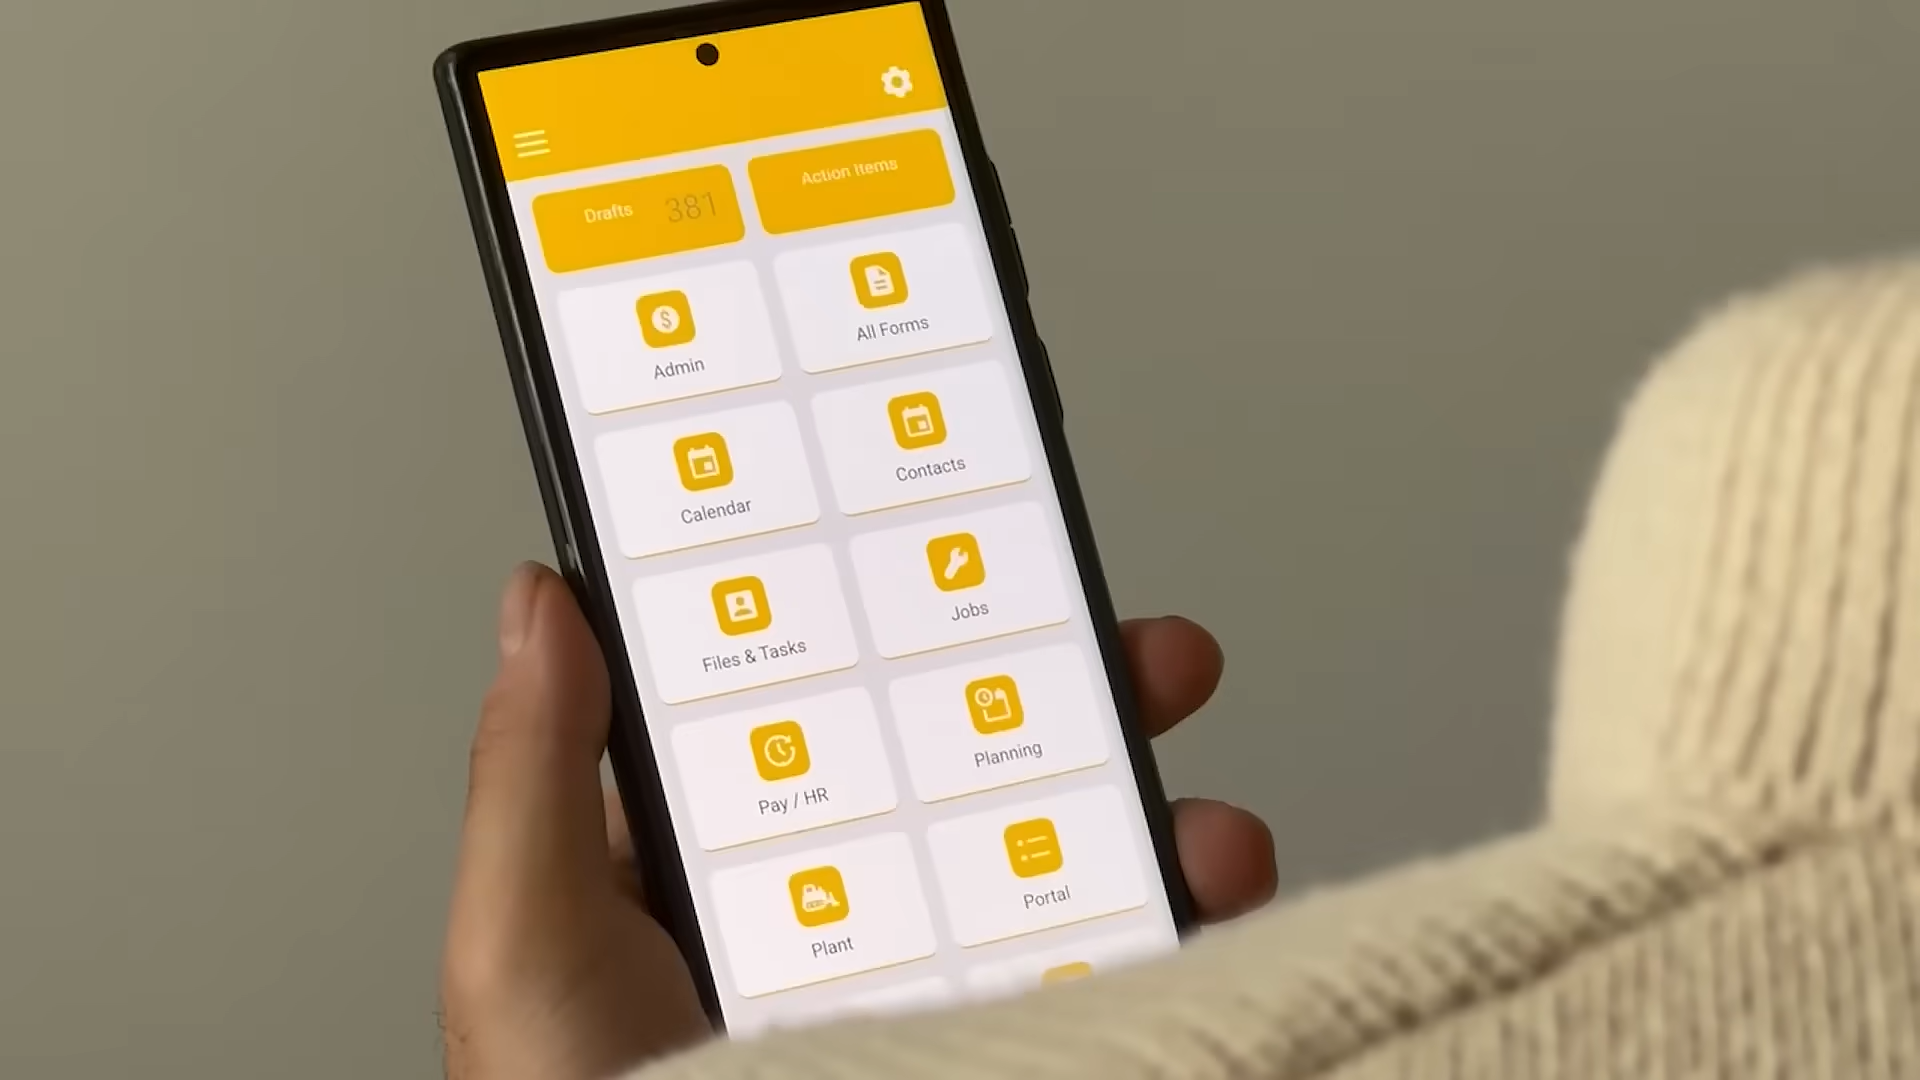 Drafts 381
Action Items
Admin
All Forms
Calendar
Contacts
Files & Tasks
Jobs
Pay / HR
Planning
Plant
Portal